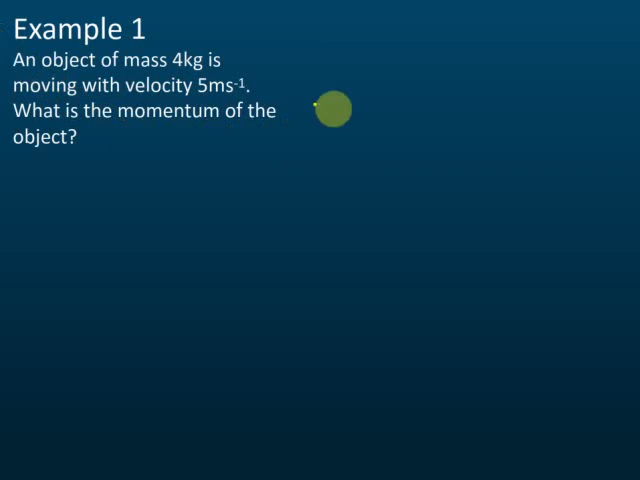 Example 1
An object of mass 4kg is
moving with velocity 5ms⁻¹.
What is the momentum of the
object?